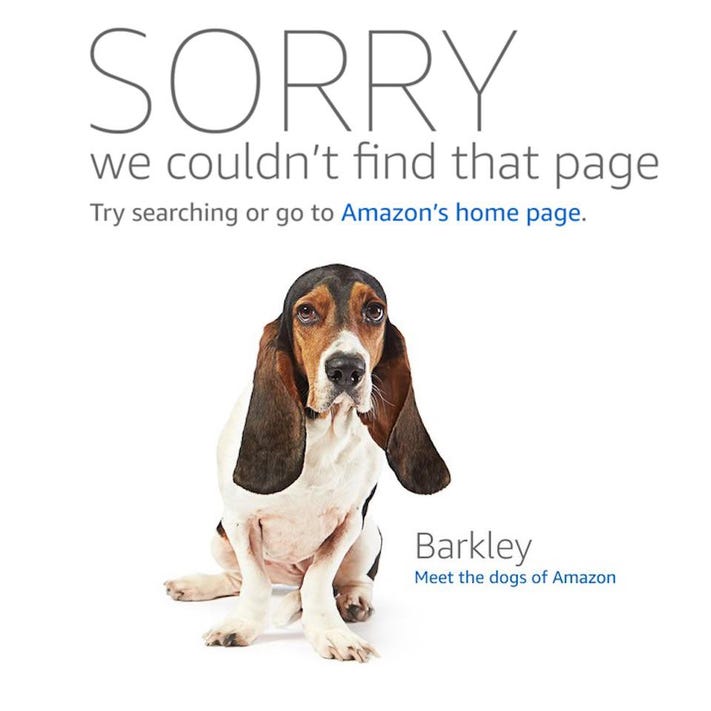 SORRY
we couldn't find that page
Try searching or go to Amazon's home page.
Barkley
Meet the dogs of Amazon